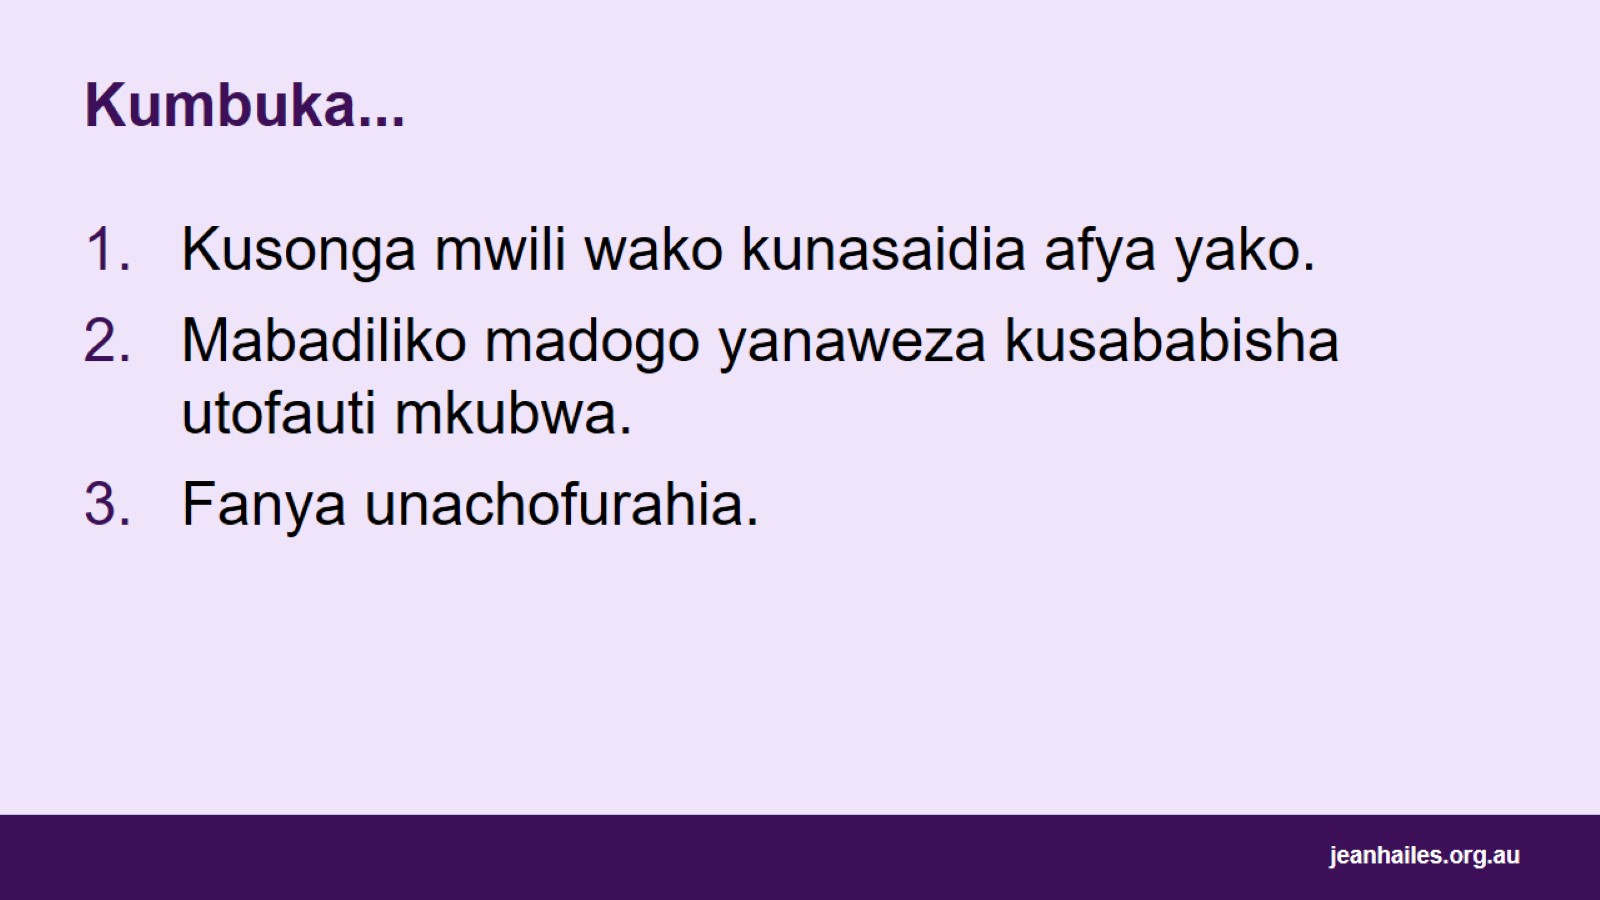 Kumbuka...
1. Kusonga mwili wako kunasaidia afya yako.
2. Mabadiliko madogo yanaweza kusababisha
utofauti mkubwa.
3. Fanya unachofurahia.
jeanhailes.org.au